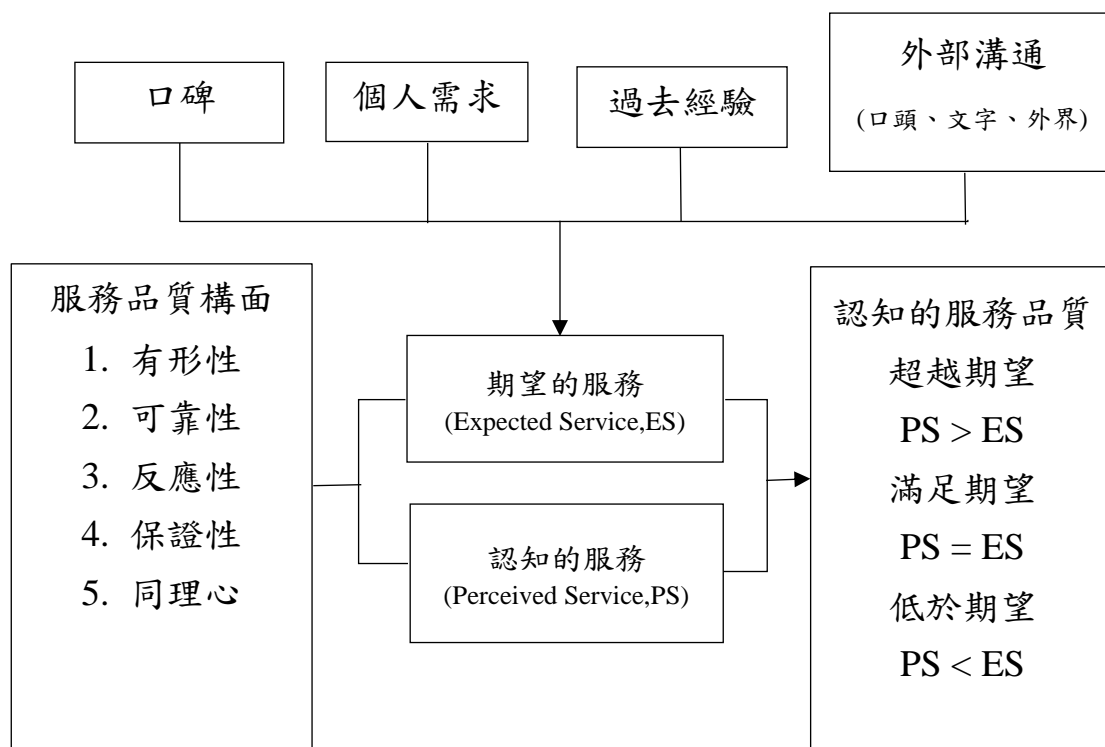 口碑
個人需求
過去經驗
外部溝通
(口頭、文字、外界)
服務品質構面
1. 有形性
2. 可靠性
3. 反應性
4. 保證性
5. 同理心
期望的服務
(Expected Service,ES)
認知的服務
(Perceived Service,PS)
認知的服務品質
超越期望
PS > ES
滿足期望
PS = ES
低於期望
PS < ES